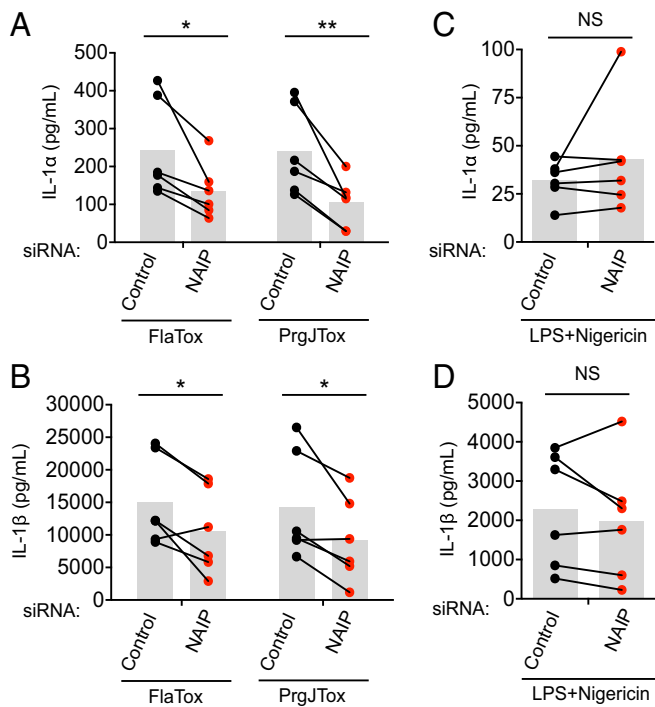 A
* **
IL-1α (pg/mL)
500
400
300
200
100
0
siRNA:
Control NAIP Control NAIP
FlaTox PrgJTox
C
NS
IL-1α (pg/mL)
100
75
50
25
0
siRNA:
Control NAIP
LPS+Nigericin
B
* *
IL-1β (pg/mL)
30000
25000
20000
15000
10000
5000
0
siRNA:
Control NAIP Control NAIP
FlaTox PrgJTox
D
NS
IL-1β (pg/mL)
5000
4000
3000
2000
1000
0
siRNA:
Control NAIP
LPS+Nigericin